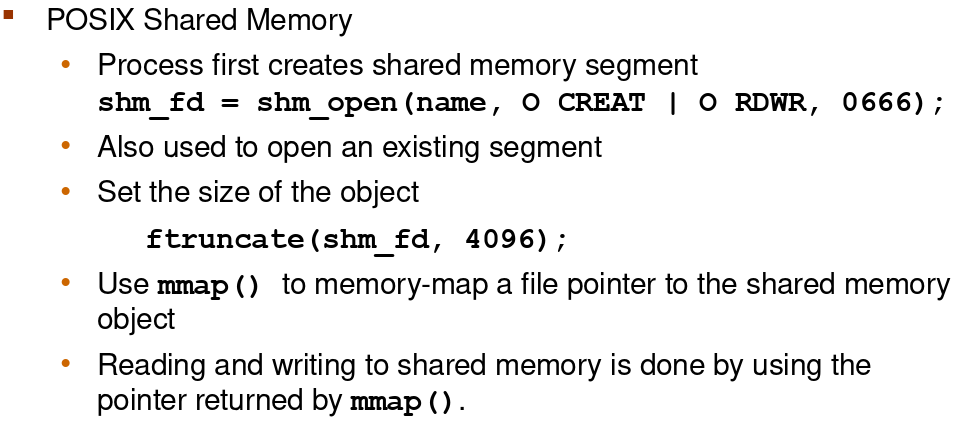 ▪ POSIX Shared Memory
• Process first creates shared memory segment
shm_fd = shm_open(name, O CREAT | O RDWR, 0666);
• Also used to open an existing segment
• Set the size of the object
ftruncate(shm_fd, 4096);
• Use mmap() to memory-map a file pointer to the shared memory
object
• Reading and writing to shared memory is done by using the
pointer returned by mmap().